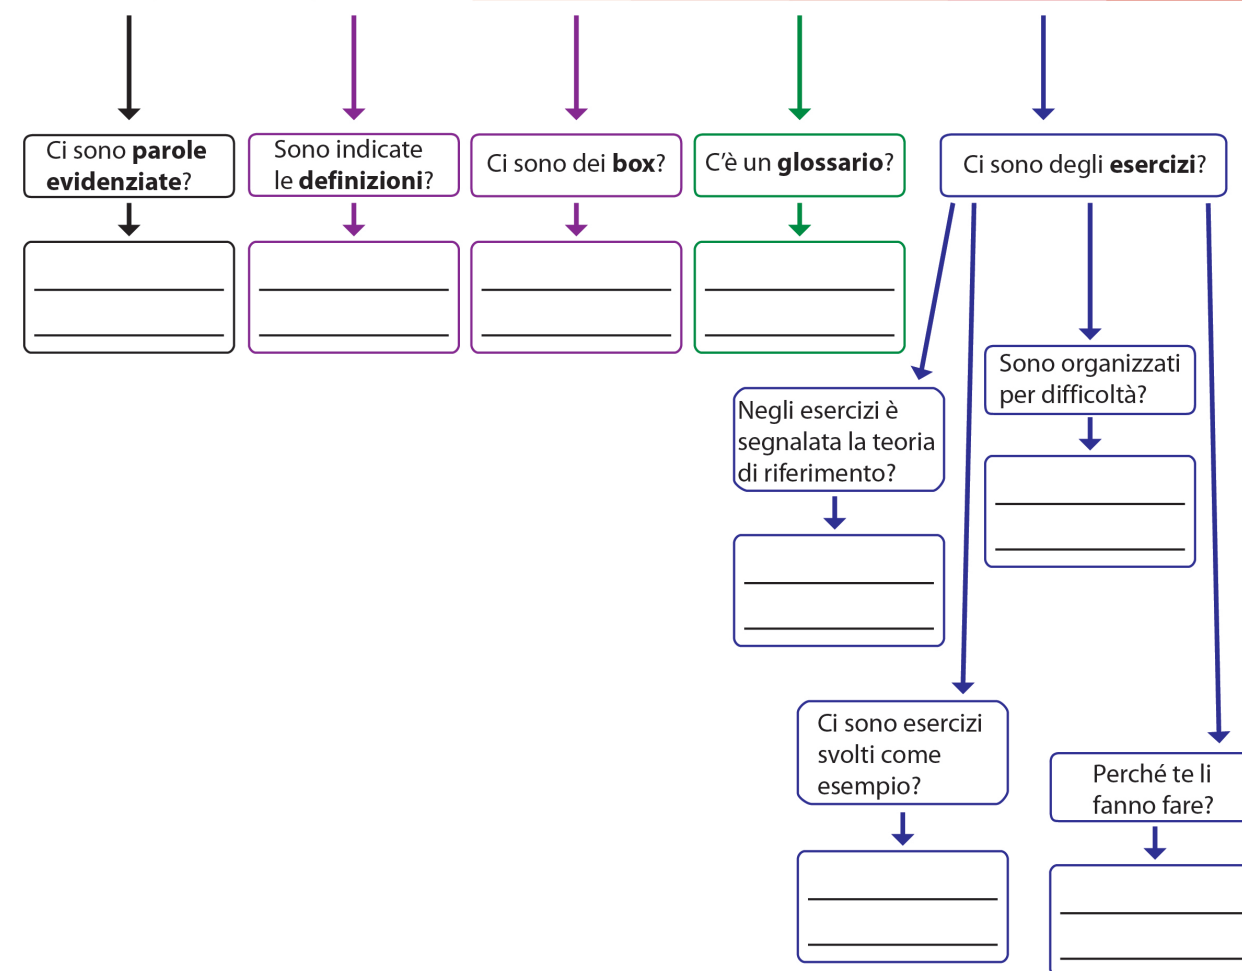 Ci sono parole
evidenziate?
Sono indicate
le definizioni?
Ci sono dei box?
C'è un glossario?
Ci sono degli esercizi?
Sono organizzati
per difficoltà?
Negli esercizi è
segnalata la teoria
di riferimento?
Ci sono esercizi
svolti come
esempio?
Perché te li
fanno fare?